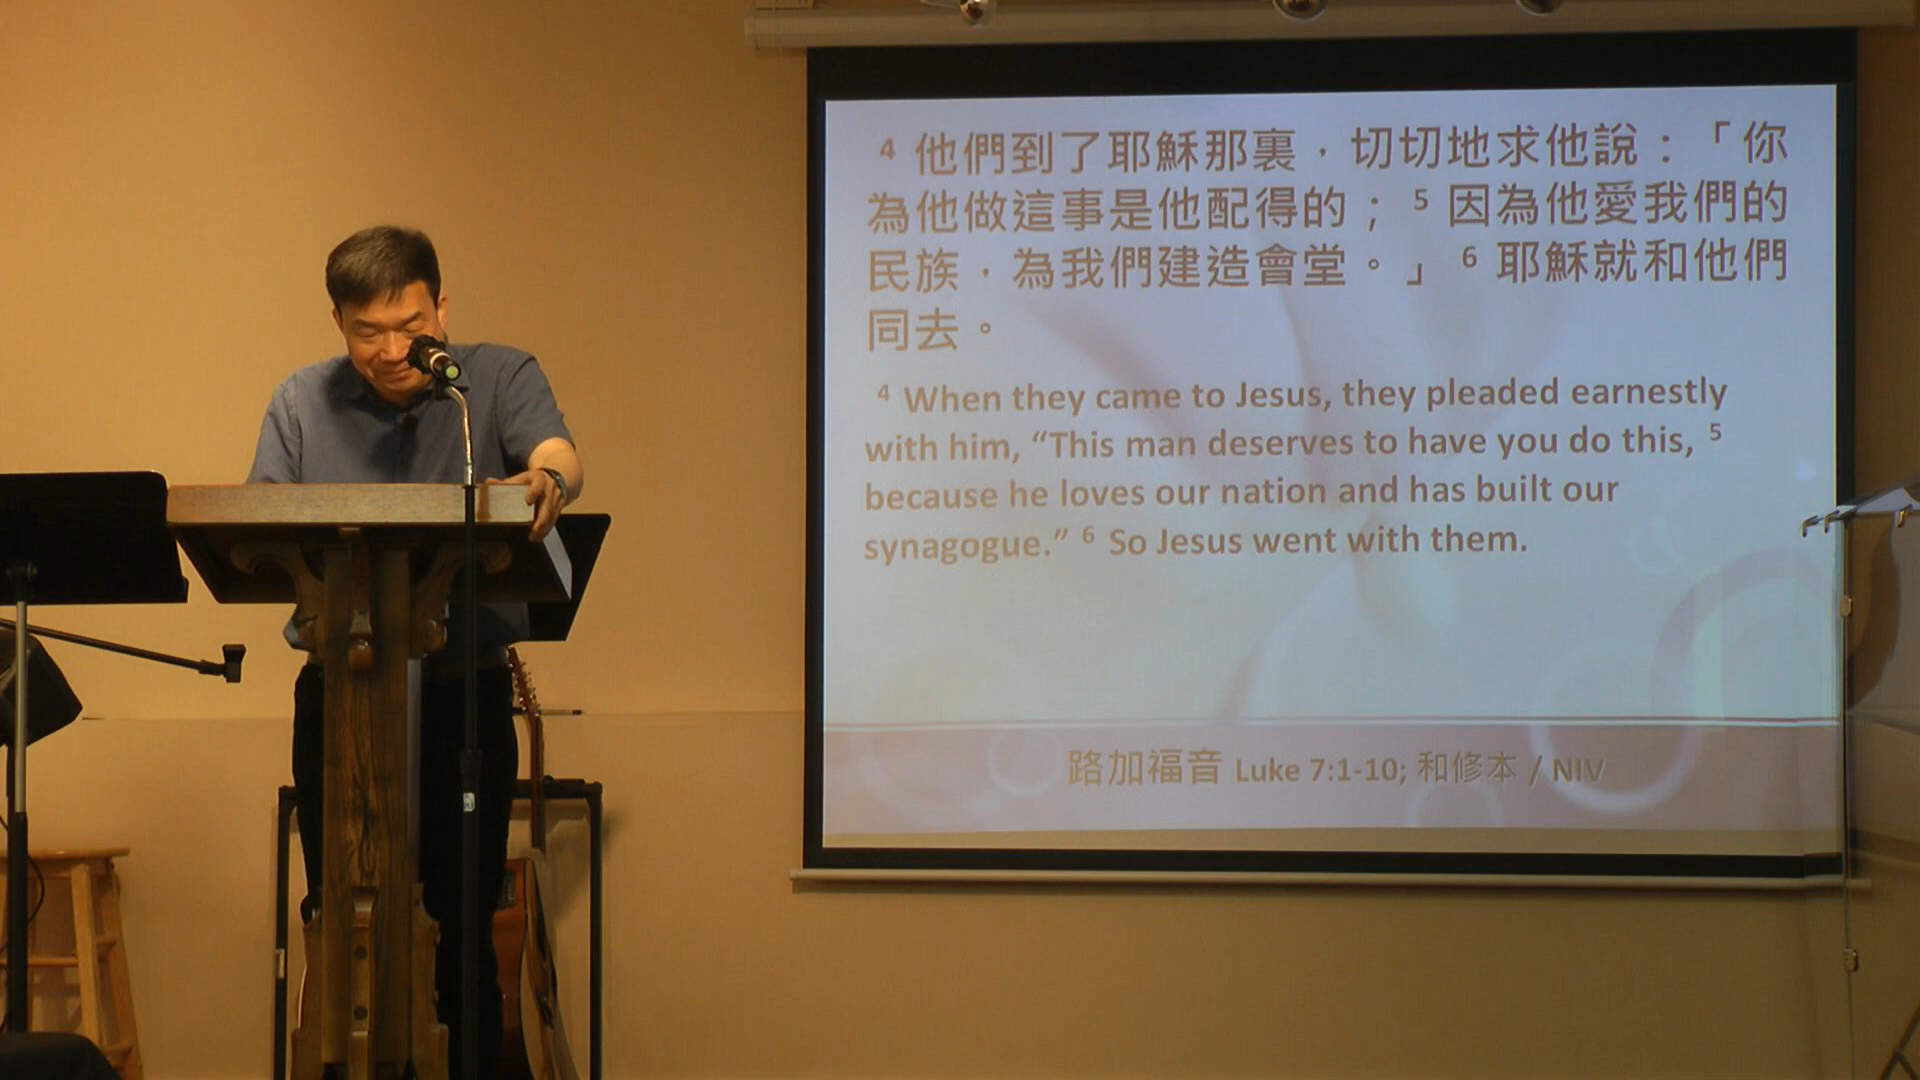 4 他們到了耶穌那裏，切切地求他說：「你
為他做這事是他配得的； 5 因為他愛我們的
民族，為我們建造會堂。」 6 耶穌就和他們
同去。
4 When they came to Jesus, they pleaded earnestly
with him, “This man deserves to have you do this, 5
because he loves our nation and has built our
synagogue.” 6 So Jesus went with them.
路加福音 Luke 7:1-10; 和修本 / NIV